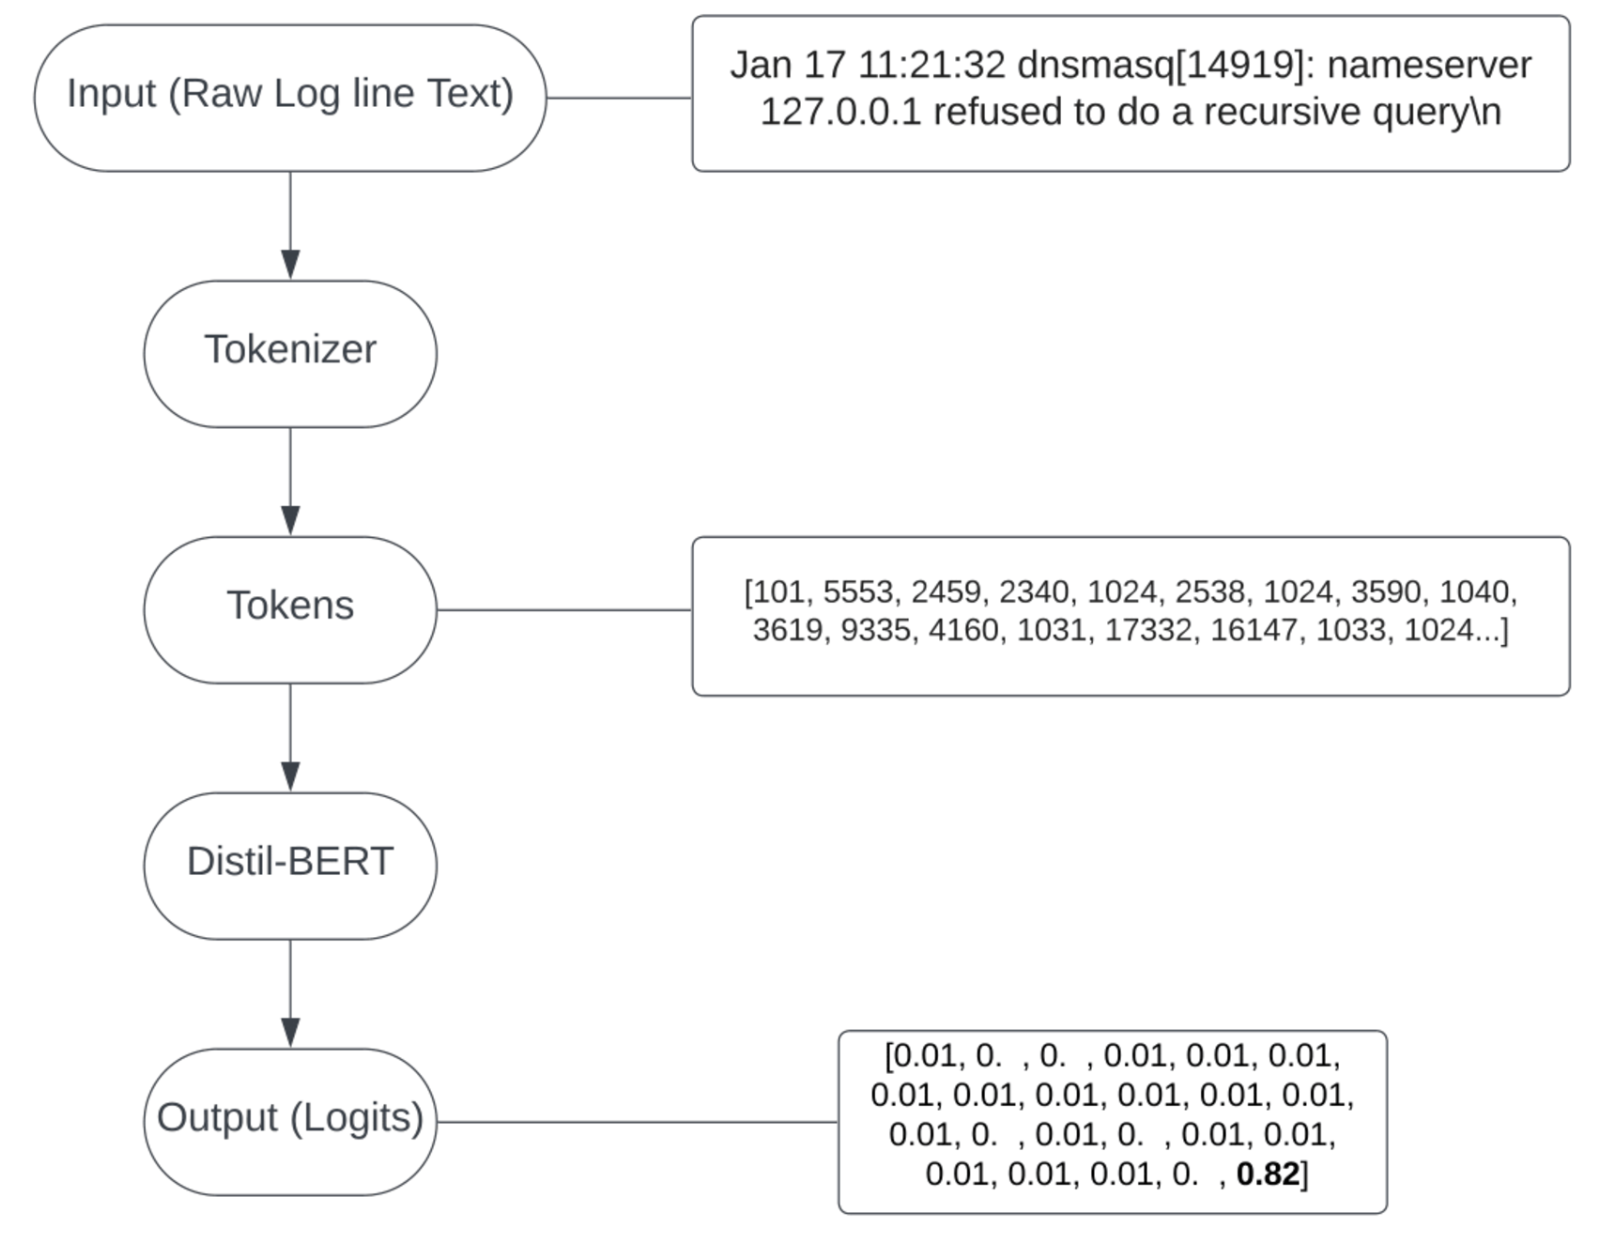 Input (Raw Log line Text)
Jan 17 11:21:32 dnsmasq[14919]: nameserver
127.0.0.1 refused to do a recursive query\n
Tokenizer
Tokens
[101, 5553, 2459, 2340, 1024, 2538, 1024, 3590, 1040,
3619, 9335, 4160, 1031, 17332, 16147, 1033, 1024...]
Distil-BERT
Output (Logits)
[0.01, 0.  , 0.  , 0.01, 0.01, 0.01,
0.01, 0.01, 0.01, 0.01, 0.01, 0.01,
0.01, 0.  , 0.01, 0.  , 0.01, 0.01,
0.01, 0.01, 0.01, 0.  , 0.82]